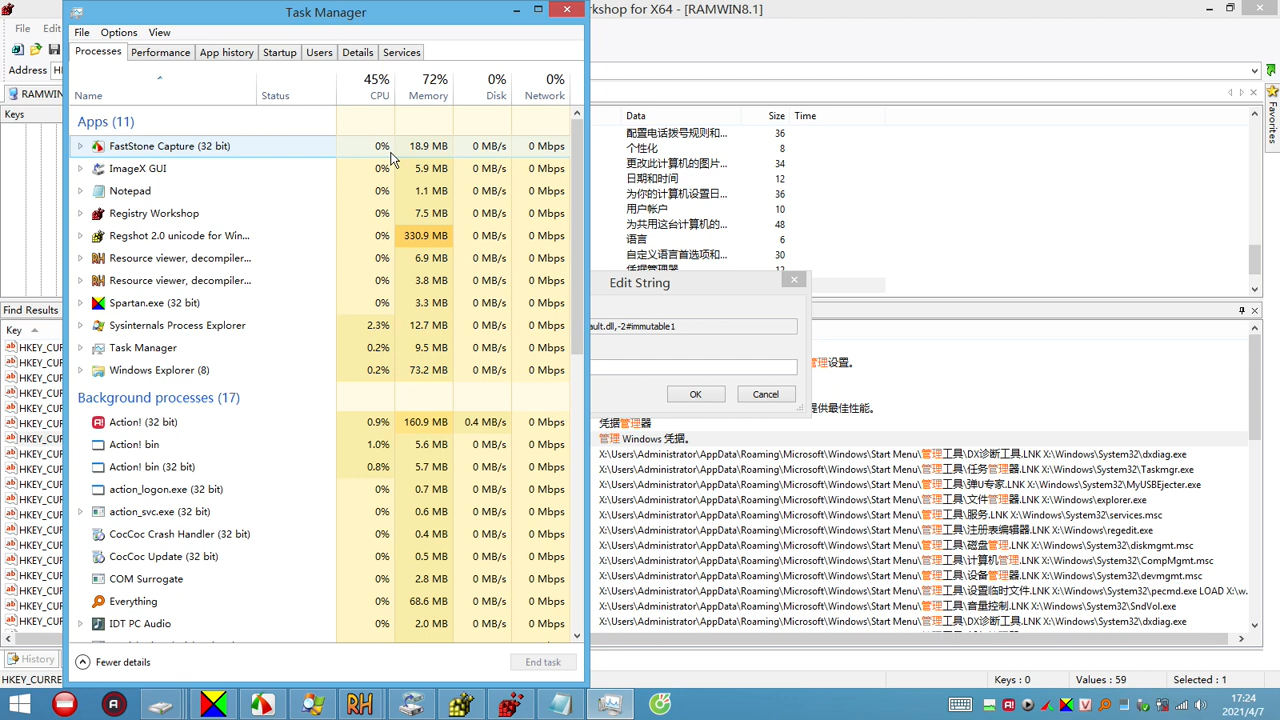 Task Manager
kshop for X64 - [RAMWIN8.1]
File Options View
File Edit
Processes Performance App history Startup Users Details Services
Address
RAMWIN
Keys
45% 72% 0% 0%
Name Status CPU Memory Disk Network
Apps (11)
FastStone Capture (32 bit) 0% 18.9 MB 0 MB/s 0 Mbps
ImageX GUI 0% 5.9 MB 0 MB/s 0 Mbps
Notepad 0% 1.1 MB 0 MB/s 0 Mbps
Registry Workshop 0% 7.5 MB 0 MB/s 0 Mbps
Regshot 2.0 unicode for Win... 0% 330.9 MB 0 MB/s 0 Mbps
Resource viewer, decompiler... 0% 6.9 MB 0 MB/s 0 Mbps
Resource viewer, decompiler... 0% 3.8 MB 0 MB/s 0 Mbps
Spartan.exe (32 bit) 0% 3.3 MB 0 MB/s 0 Mbps
Sysinternals Process Explorer 2.3% 12.7 MB 0 MB/s 0 Mbps
Task Manager 0.2% 9.5 MB 0 MB/s 0 Mbps
Windows Explorer (8) 0.2% 73.2 MB 0 MB/s 0 Mbps
Background processes (17)
Action! (32 bit) 0.9% 160.9 MB 0.4 MB/s 0 Mbps
Action! bin 1.0% 5.6 MB 0 MB/s 0 Mbps
Action! bin (32 bit) 0.8% 5.7 MB 0 MB/s 0 Mbps
action_logon.exe (32 bit) 0% 0.7 MB 0 MB/s 0 Mbps
action_svc.exe (32 bit) 0% 0.6 MB 0 MB/s 0 Mbps
CocCoc Crash Handler (32 bit) 0% 0.4 MB 0 MB/s 0 Mbps
CocCoc Update (32 bit) 0% 0.5 MB 0 MB/s 0 Mbps
COM Surrogate 0% 2.8 MB 0 MB/s 0 Mbps
Everything 0% 68.6 MB 0 MB/s 0 Mbps
IDT PC Audio 0% 2.0 MB 0 MB/s 0 Mbps
Fewer details End task
Data Size Time
配置电话拨号规则和... 36
个性化 8
更改此计算机的图片... 34
日期和时间 12
为你的计算机设置日... 36
用户帐户 10
为共用这台计算机的... 48
语言 6
自定义语言首选项和... 30
凭据管理器 12
Edit String
ault.dll,-2#immutable1
OK Cancel
Favorites
Find Results
Key
HKEY_CUR
管理设置。
是供最佳性能。
凭据管理器
管理 Windows 凭据。
X:\Users\Administrator\AppData\Roaming\Microsoft\Windows\Start Menu\管理工具\DX诊断工具.LNK X:\Windows\System32\dxdiag.exe
X:\Users\Administrator\AppData\Roaming\Microsoft\Windows\Start Menu\管理工具\任务管理器.LNK X:\Windows\System32\Taskmgr.exe
X:\Users\Administrator\AppData\Roaming\Microsoft\Windows\Start Menu\管理工具\弹U专家.LNK X:\Windows\System32\MyUSBEjecter.exe
X:\Users\Administrator\AppData\Roaming\Microsoft\Windows\Start Menu\管理工具\文件管理器.LNK X:\Windows\explorer.exe
X:\Users\Administrator\AppData\Roaming\Microsoft\Windows\Start Menu\管理工具\服务.LNK X:\Windows\System32\services.msc
X:\Users\Administrator\AppData\Roaming\Microsoft\Windows\Start Menu\管理工具\注册表编辑器.LNK X:\Windows\regedit.exe
X:\Users\Administrator\AppData\Roaming\Microsoft\Windows\Start Menu\管理工具\磁盘管理.LNK X:\Windows\System32\diskmgmt.msc
X:\Users\Administrator\AppData\Roaming\Microsoft\Windows\Start Menu\管理工具\计算机管理.LNK X:\Windows\System32\CompMgmt.msc
X:\Users\Administrator\AppData\Roaming\Microsoft\Windows\Start Menu\管理工具\设备管理器.LNK X:\Windows\System32\devmgmt.msc
X:\Users\Administrator\AppData\Roaming\Microsoft\Windows\Start Menu\管理工具\设置临时文件.LNK X:\Windows\System32\pecmd.exe LOAD X:\w.
X:\Users\Administrator\AppData\Roaming\Microsoft\Windows\Start Menu\管理工具\音量控制.LNK X:\Windows\System32\SndVol.exe
X:\Users\Administrator\AppData\Roaming\Microsoft\Windows\Start Menu\管理工具\DX诊断工具.LNK X:\Windows\System32\dxdiag.exe
History
HKEY_CURRE Keys : 0 Values : 59 Selected : 1
17:24
2021/4/7